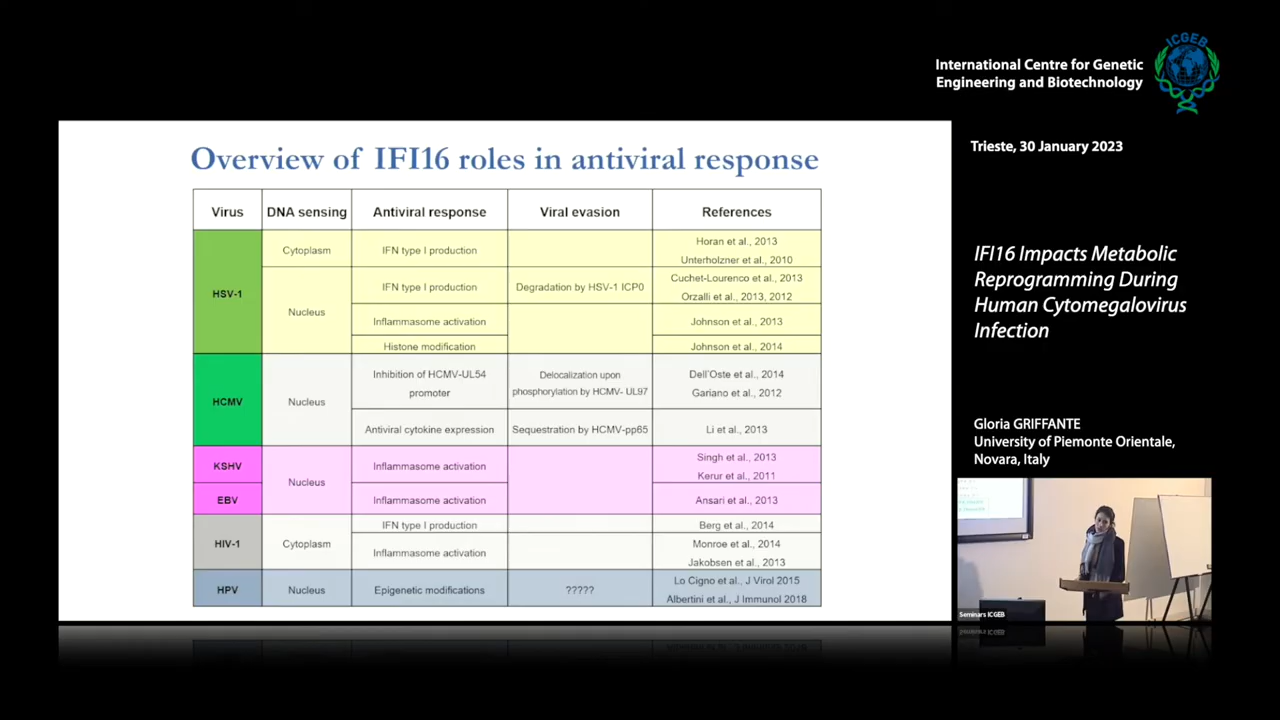 ICGEB
International Centre for Genetic
Engineering and Biotechnology
Trieste, 30 January 2023
Overview of IFI16 roles in antiviral response
Virus DNA sensing Antiviral response Viral evasion References
HSV-1
Cytoplasm IFN type I production
Horan et al., 2013
Unterholzner et al., 2010
Nucleus
IFN type I production Degradation by HSV-1 ICP0
Cuchet-Lourenco et al., 2013
Orzalli et al., 2013, 2012
Inflammasome activation Johnson et al., 2013
Histone modification Johnson et al., 2014
HCMV
Nucleus
Inhibition of HCMV-UL54
promoter
Delocalization upon
phosphorylation by HCMV- UL97
Dell'Oste et al., 2014
Gariano et al., 2012
Antiviral cytokine expression Sequestration by HCMV-pp65 Li et al., 2013
KSHV
Nucleus
Inflammasome activation
Singh et al., 2013
Kerur et al., 2011
EBV Inflammasome activation Ansari et al., 2013
HIV-1
Cytoplasm
IFN type I production Berg et al., 2014
Inflammasome activation
Monroe et al., 2014
Jakobsen et al., 2013
HPV Nucleus Epigenetic modifications ?????
Lo Cigno et al., J Virol 2015
Albertini et al., J Immunol 2018
IFI16 Impacts Metabolic
Reprogramming During
Human Cytomegalovirus
Infection
Gloria GRIFFANTE
University of Piemonte Orientale,
Novara, Italy
Seminars ICGEB